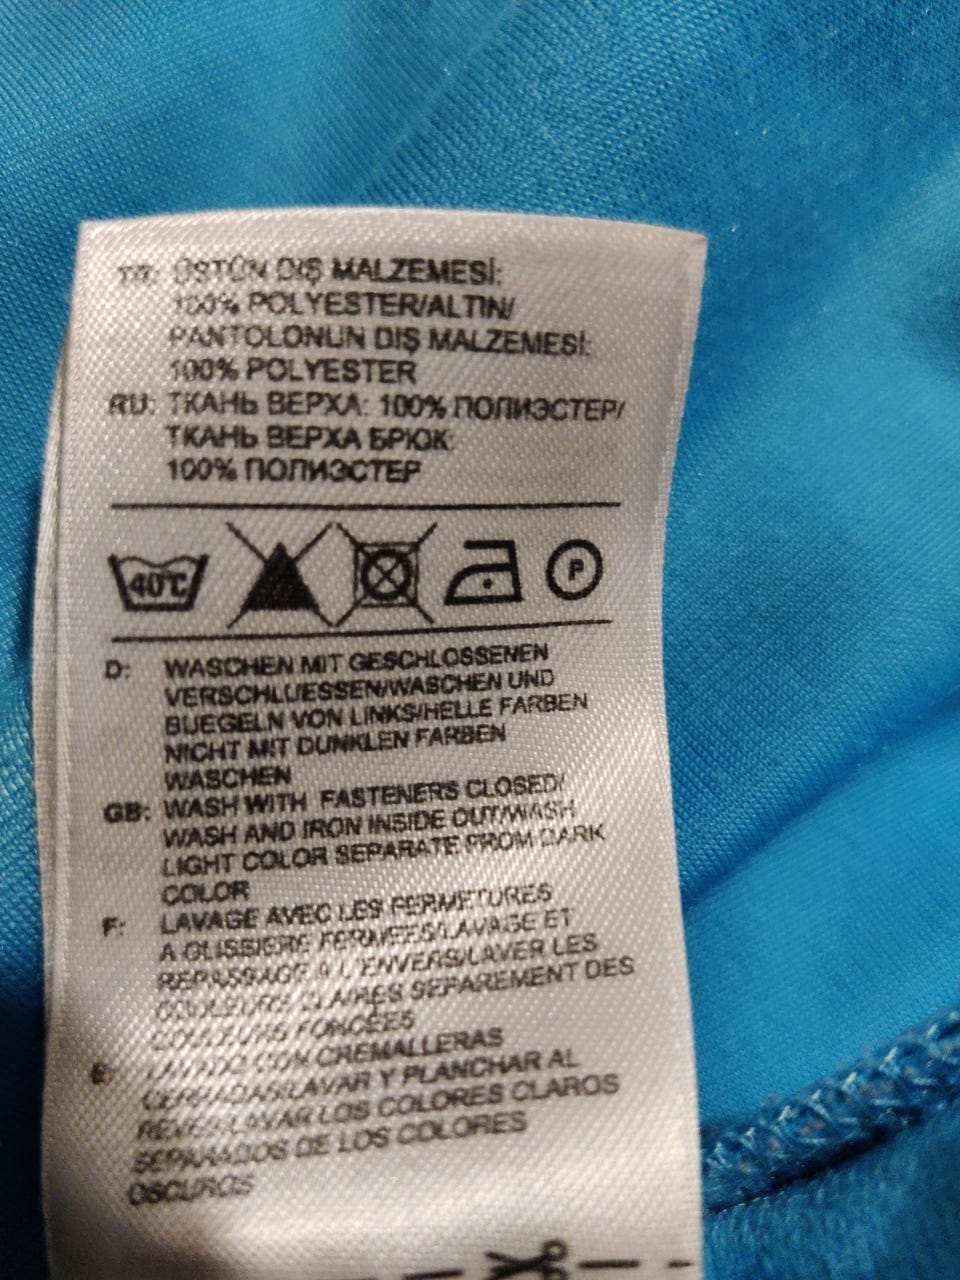 TR: ÜSTÜN DIŞ MALZEMESİ:
100% POLYESTER/ALTIN/
PANTOLONUN DIŞ MALZEMESİ:
100% POLYESTER
RU: ТКАНЬ ВЕРХА: 100% ПОЛИЭСТЕР/
ТКАНЬ ВЕРХА БРЮК:
100% ПОЛИЭСТЕР
40°C P
D: WASCHEN MIT GESCHLOSSENEN
VERSCHLUESSEN/WASCHEN UND
BUEGELN VON LINKS/HELLE FARBEN
NICHT MIT DUNKLEN FARBEN
WASCHEN
GB: WASH WITH FASTENERS CLOSED/
WASH AND IRON INSIDE OUT/WASH
LIGHT COLOR SEPARATE FROM DARK
COLOR
F: LAVAGE AVEC LES FERMETURES
A GLISSIERE FERMEES/LAVAGE ET
REPASSAGE A L'ENVERS/LAVER LES
COULEURS CLAIRES SEPAREMENT DES
COULEURS FONCÉES
E: LAVADO CON CREMALLERAS
CERRADAS/LAVAR Y PLANCHAR AL
REVES/LAVAR LOS COLORES CLAROS
SEPARADOS DE LOS COLORES
OSCUROS